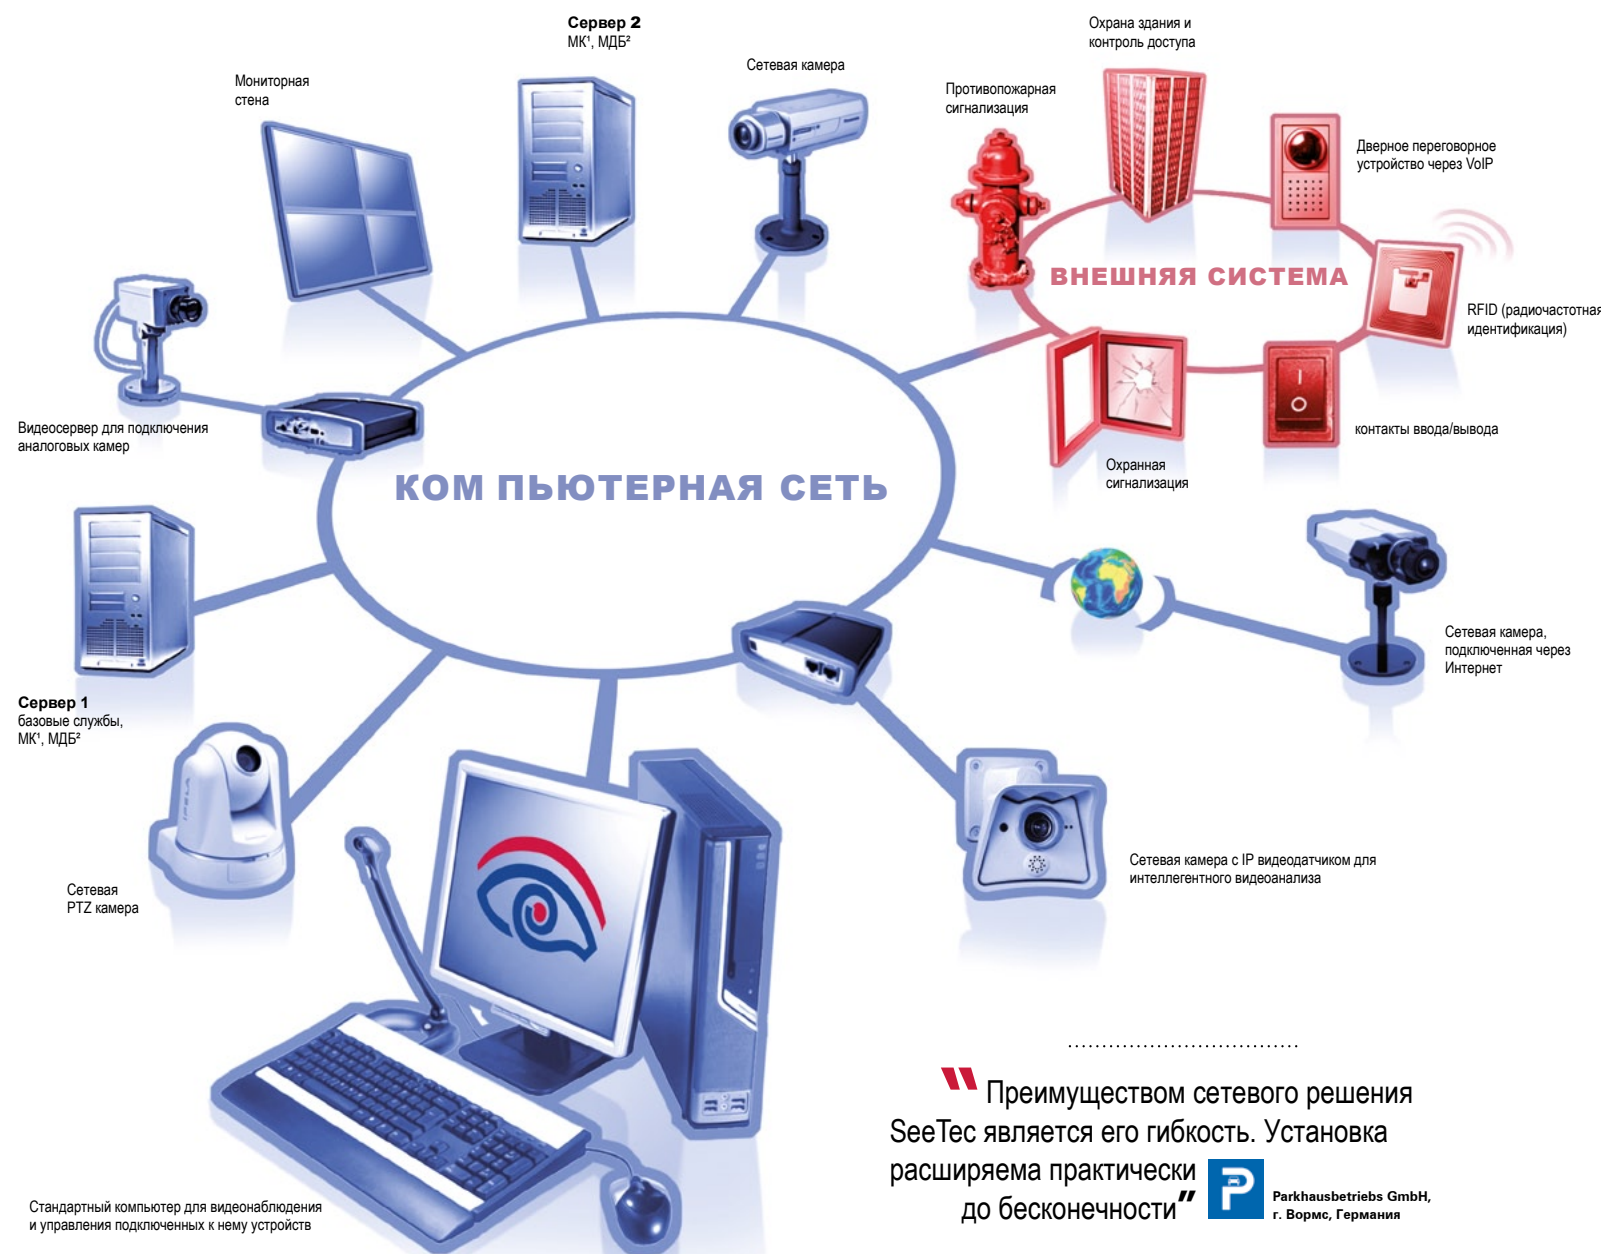 Сервер 2
МК¹, МДБ²
Охрана здания и
контроль доступа
Сетевая камера
Мониторная
стена
Противопожарная
сигнализация
Дверное переговорное
устройство через VoIP
ВНЕШНЯЯ СИСТЕМА
RFID (радиочастотная
идентификация)
Видеосервер для подключения
аналоговых камер
контакты ввода/вывода
Охранная
сигнализация
КОМ ПЬЮТЕРНАЯ СЕТЬ
Сетевая камера,
подключенная через
Интернет
Сервер 1
базовые службы,
МК¹, МДБ²
IPELA
Сетевая
PTZ камера
Сетевая камера с IP видеодатчиком для
интеллегентного видеоанализа
Стандартный компьютер для видеонаблюдения
и управления подключенных к нему устройств
Преимуществом сетевого решения
SeeTec является его гибкость. Установка
расширяема практически
до бесконечности"
P
Parkhausbetriebs GmbH,
г. Вормс, Германия